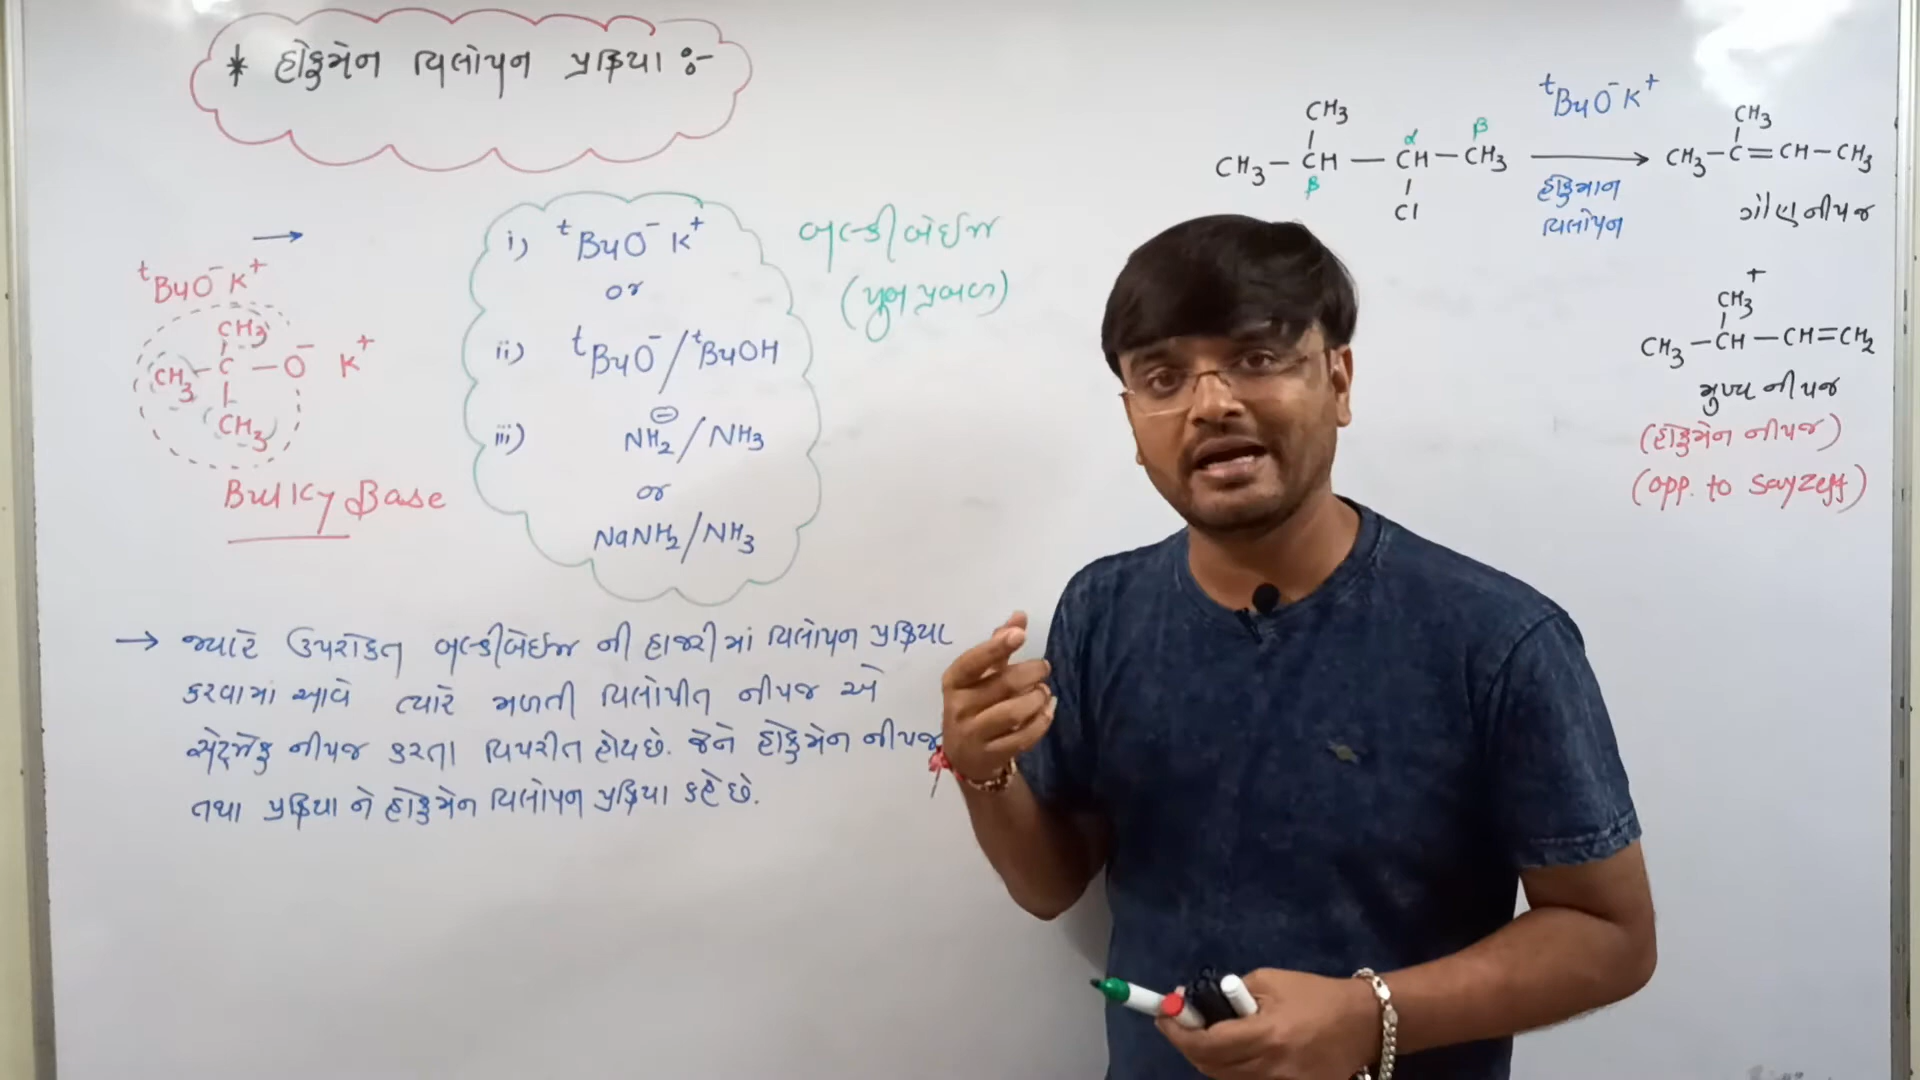 * હોફમેન વિલોપન પ્રક્રિયા :-
→
ᵗBuO⁻K⁺
CH₃
CH₃ - C - O⁻ K⁺
CH₃
Bulky Base
i) ᵗBuO⁻ K⁺
or
ii) ᵗBuO⁻/ᵗBuOH
iii) NH₂⊖/NH₃
or
NaNH₂/NH₃
બલ્કીબેઈજ
(ખુબ પ્રબળ)
→ જ્યારે ઉપરોક્ત બલ્કીબેઈજ ની હાજરીમાં વિલોપન પ્રક્રિયા
કરવામાં આવે ત્યારે મળતી વિલોપીત નીપજ એ
સેટ્જેફ નીપજ કરતા વિપરીત હોય છે. જેને હોફમેન નીપજ
તથા પ્રક્રિયા ને હોફમેન વિલોપન પ્રક્રિયા કહે છે.
CH₃
α β
CH₃ - CH - CH - CH₃
β
Cl
ᵗBuO⁻K⁺
⟶
હોફમાન
વિલોપન
CH₃
CH₃ - C = CH - CH₃
ગૌણ નીપજ
+
CH₃
CH₃ - CH - CH = CH₂
મુખ્ય નીપજ
(હોફમેન નીપજ)
(opp. to Sayzeff)